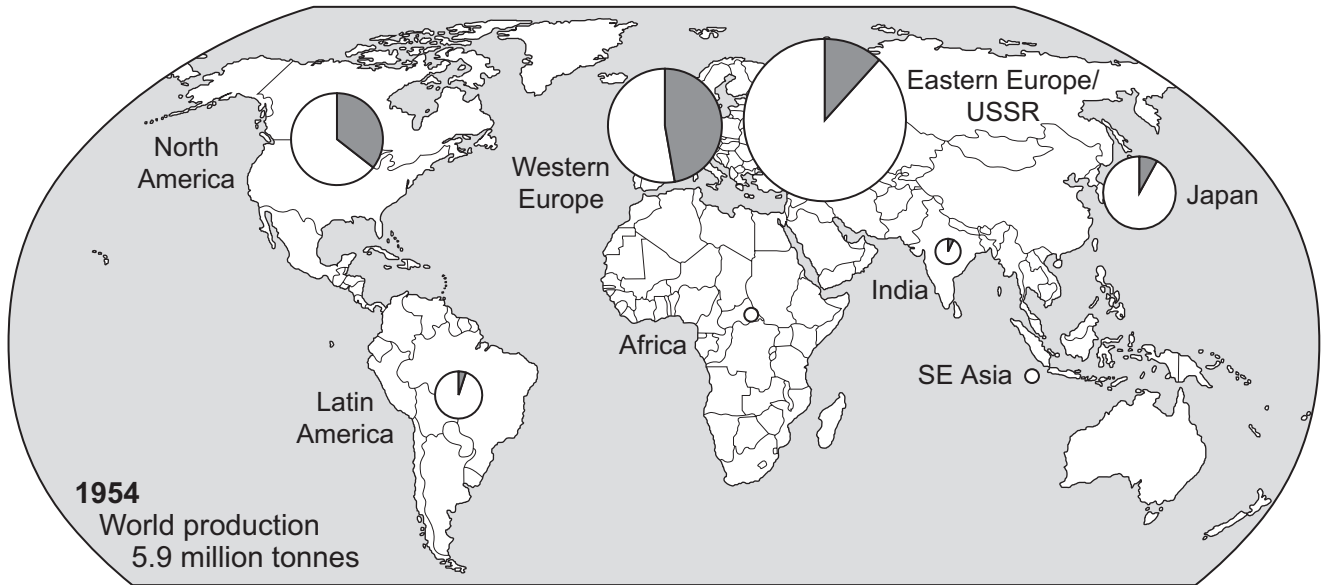 Eastern Europe/
USSR
North
America
Western
Europe
Japan
India
Africa
SE Asia
Latin
America
1954
World production
5.9 million tonnes